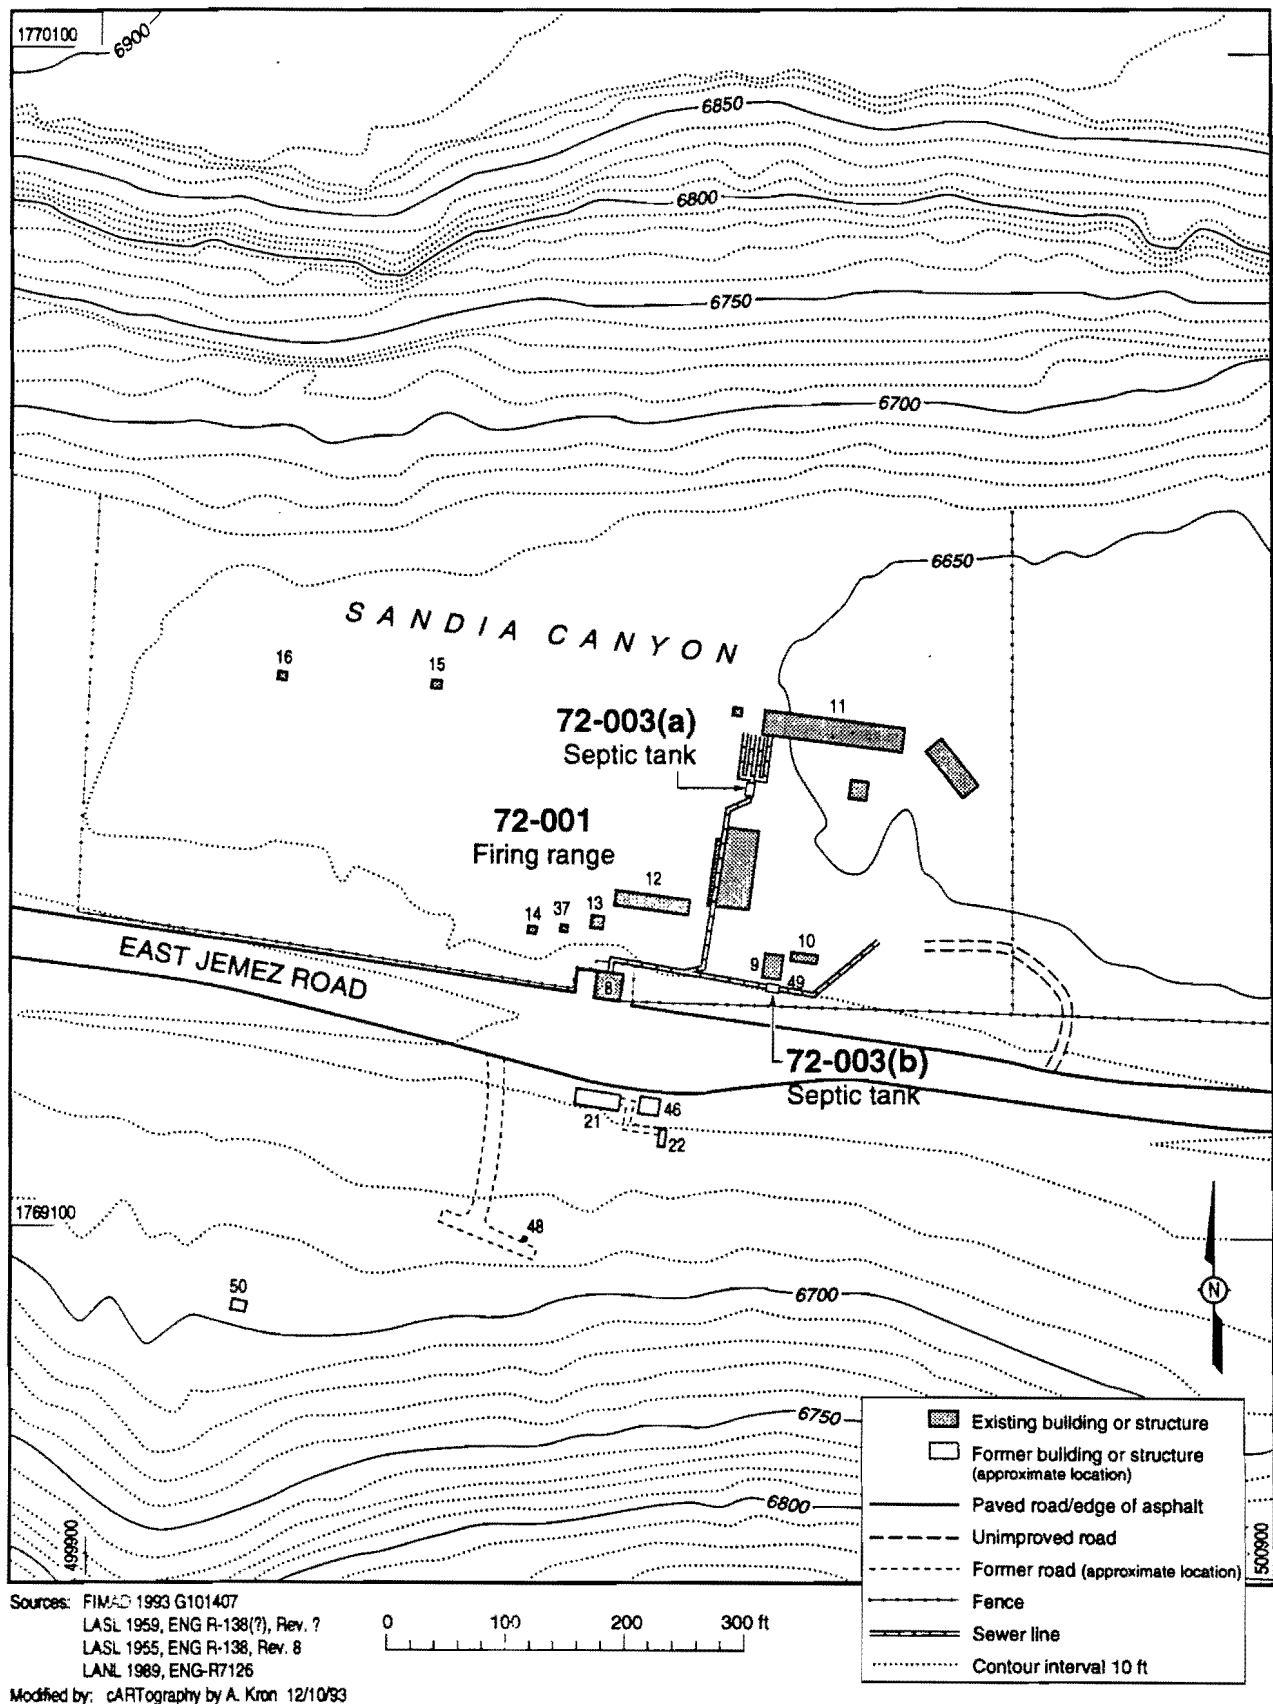 1770100
6900
6850
6800
6750
6700
6650
SANDIA CANYON
16
15
11
72-003(a)
Septic tank
72-001
Firing range
12
14
37
13
10
9
49
8
EAST JEMEZ ROAD
72-003(b)
Septic tank
21
46
22
1769100
48
50
6700
N
6750
6800
499900
500900
Existing building or structure
Former building or structure
(approximate location)
Paved road/edge of asphalt
Unimproved road
Former road (approximate location)
Fence
Sewer line
Contour interval 10 ft
Sources: FIMAD 1993 G101407
LASL 1959, ENG R-138(?), Rev. ?
LASL 1955, ENG R-138, Rev. 8
LANL 1989, ENG-R7126
Modified by: cARTography by A. Kron 12/10/93
0 100 200 300 ft